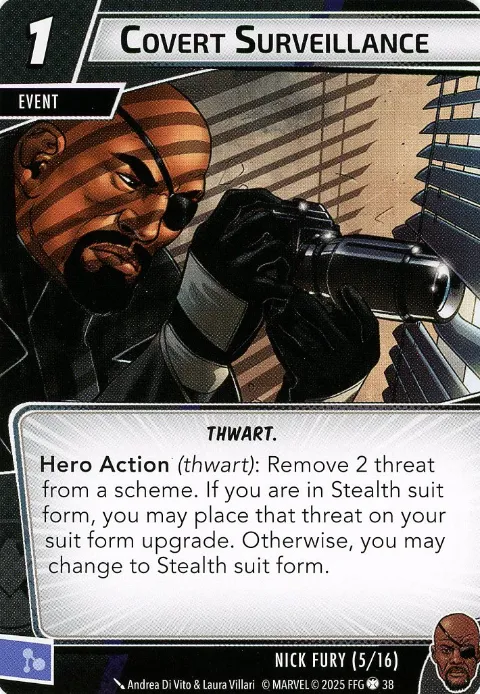 1
COVERT SURVEILLANCE
EVENT
THWART.
Hero Action (thwart): Remove 2 threat
from a scheme. If you are in Stealth suit
form, you may place that threat on your
suit form upgrade. Otherwise, you may
change to Stealth suit form.
NICK FURY (5/16)
Andrea Di Vito & Laura Villari © MARVEL © 2025 FFG 38